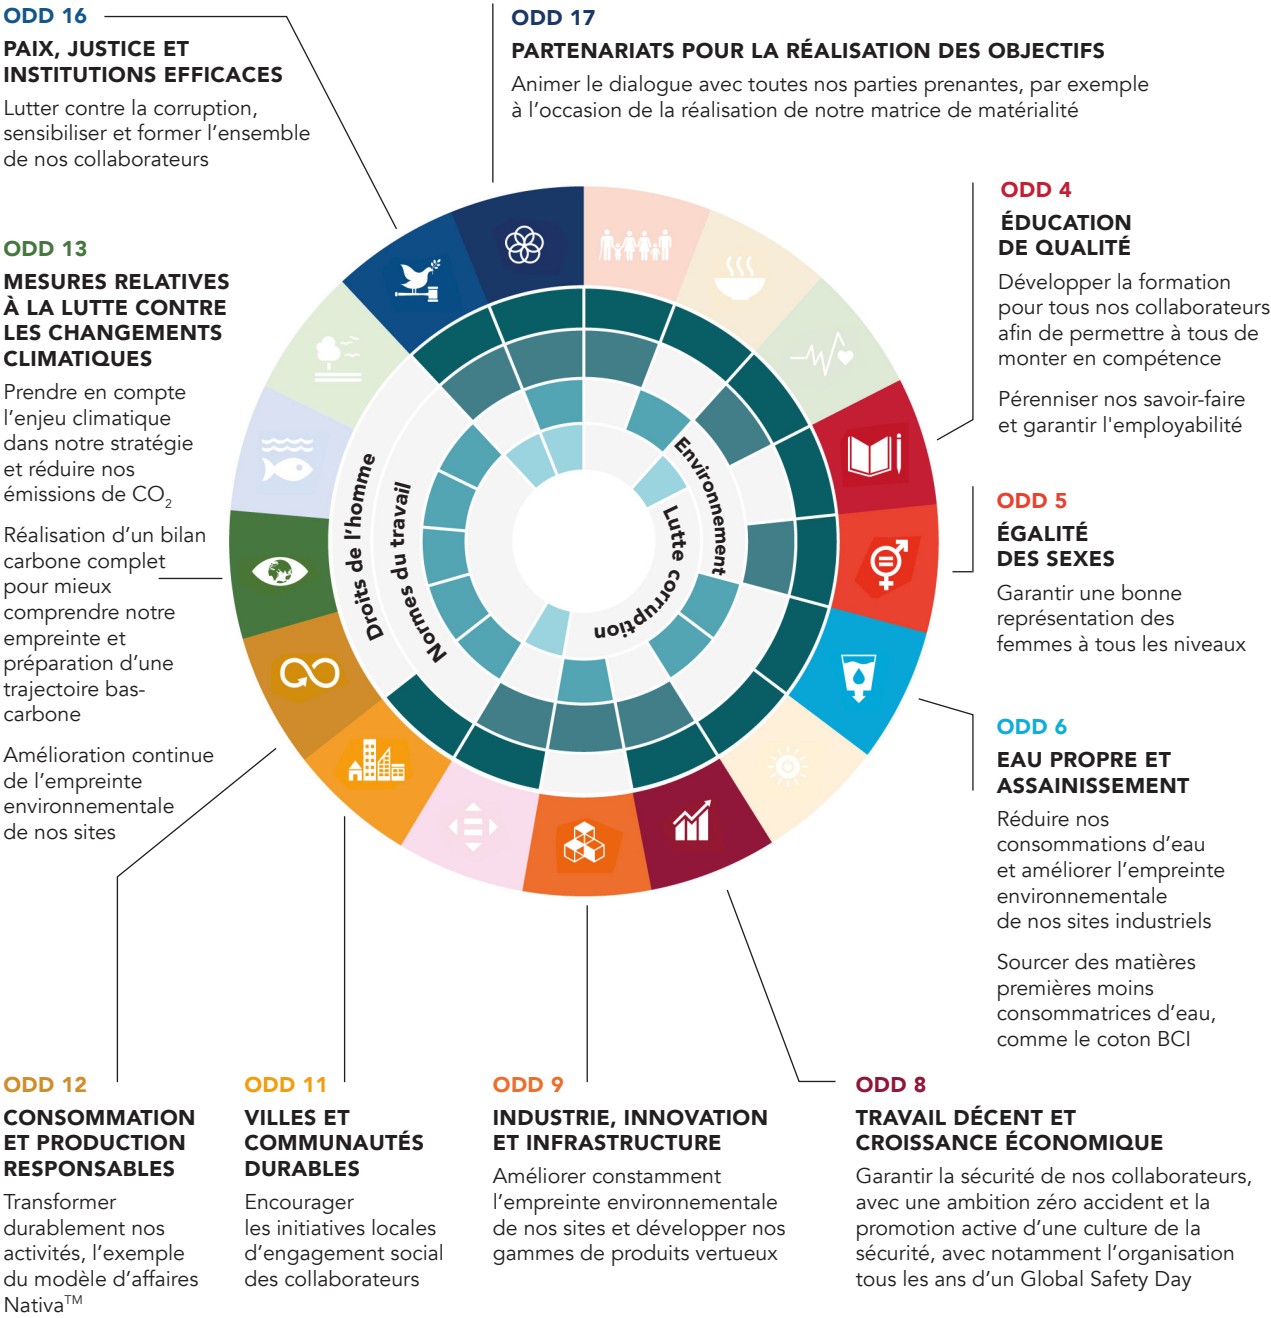 ODD 16
PAIX, JUSTICE ET
INSTITUTIONS EFFICACES
Lutter contre la corruption,
sensibiliser et former l'ensemble
de nos collaborateurs
ODD 17
PARTENARIATS POUR LA RÉALISATION DES OBJECTIFS
Animer le dialogue avec toutes nos parties prenantes, par exemple
à l'occasion de la réalisation de notre matrice de matérialité
ODD 4
ÉDUCATION
DE QUALITÉ
Développer la formation
pour tous nos collaborateurs
afin de permettre à tous de
monter en compétence
Pérenniser nos savoir-faire
et garantir l'employabilité
ODD 13
MESURES RELATIVES
À LA LUTTE CONTRE
LES CHANGEMENTS
CLIMATIQUES
Prendre en compte
l'enjeu climatique
dans notre stratégie
et réduire nos
émissions de CO₂
Réalisation d'un bilan
carbone complet
pour mieux
comprendre notre
empreinte et
préparation d'une
trajectoire bas-
carbone
Amélioration continue
de l'empreinte
environnementale
de nos sites
Droits de l'homme
Normes du travail
Environnement
Lutte corruption
ODD 5
ÉGALITÉ
DES SEXES
Garantir une bonne
représentation des
femmes à tous les niveaux
ODD 6
EAU PROPRE ET
ASSAINISSEMENT
Réduire nos
consommations d'eau
et améliorer l'empreinte
environnementale
de nos sites industriels
Sourcer des matières
premières moins
consommatrices d'eau,
comme le coton BCI
ODD 12
CONSOMMATION
ET PRODUCTION
RESPONSABLES
Transformer
durablement nos
activités, l'exemple
du modèle d'affaires
Nativa™
ODD 11
VILLES ET
COMMUNAUTÉS
DURABLES
Encourager
les initiatives locales
d'engagement social
des collaborateurs
ODD 9
INDUSTRIE, INNOVATION
ET INFRASTRUCTURE
Améliorer constamment
l'empreinte environnementale
de nos sites et développer nos
gammes de produits vertueux
ODD 8
TRAVAIL DÉCENT ET
CROISSANCE ÉCONOMIQUE
Garantir la sécurité de nos collaborateurs,
avec une ambition zéro accident et la
promotion active d'une culture de la
sécurité, avec notamment l'organisation
tous les ans d'un Global Safety Day